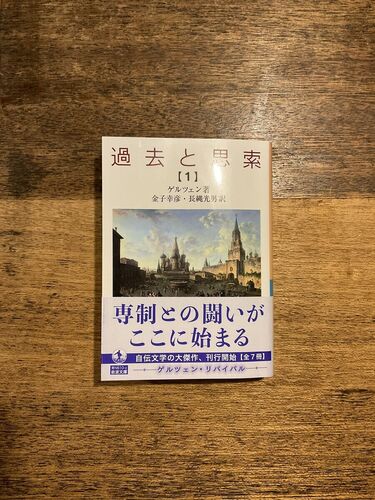 過去と思索
【1】
ゲルツェン著
金子幸彦・長縄光男訳
専制との闘いが
ここに始まる
自伝文学の大傑作、刊行開始【全7冊】
岩波文庫
ゲルツェン・リバイバル